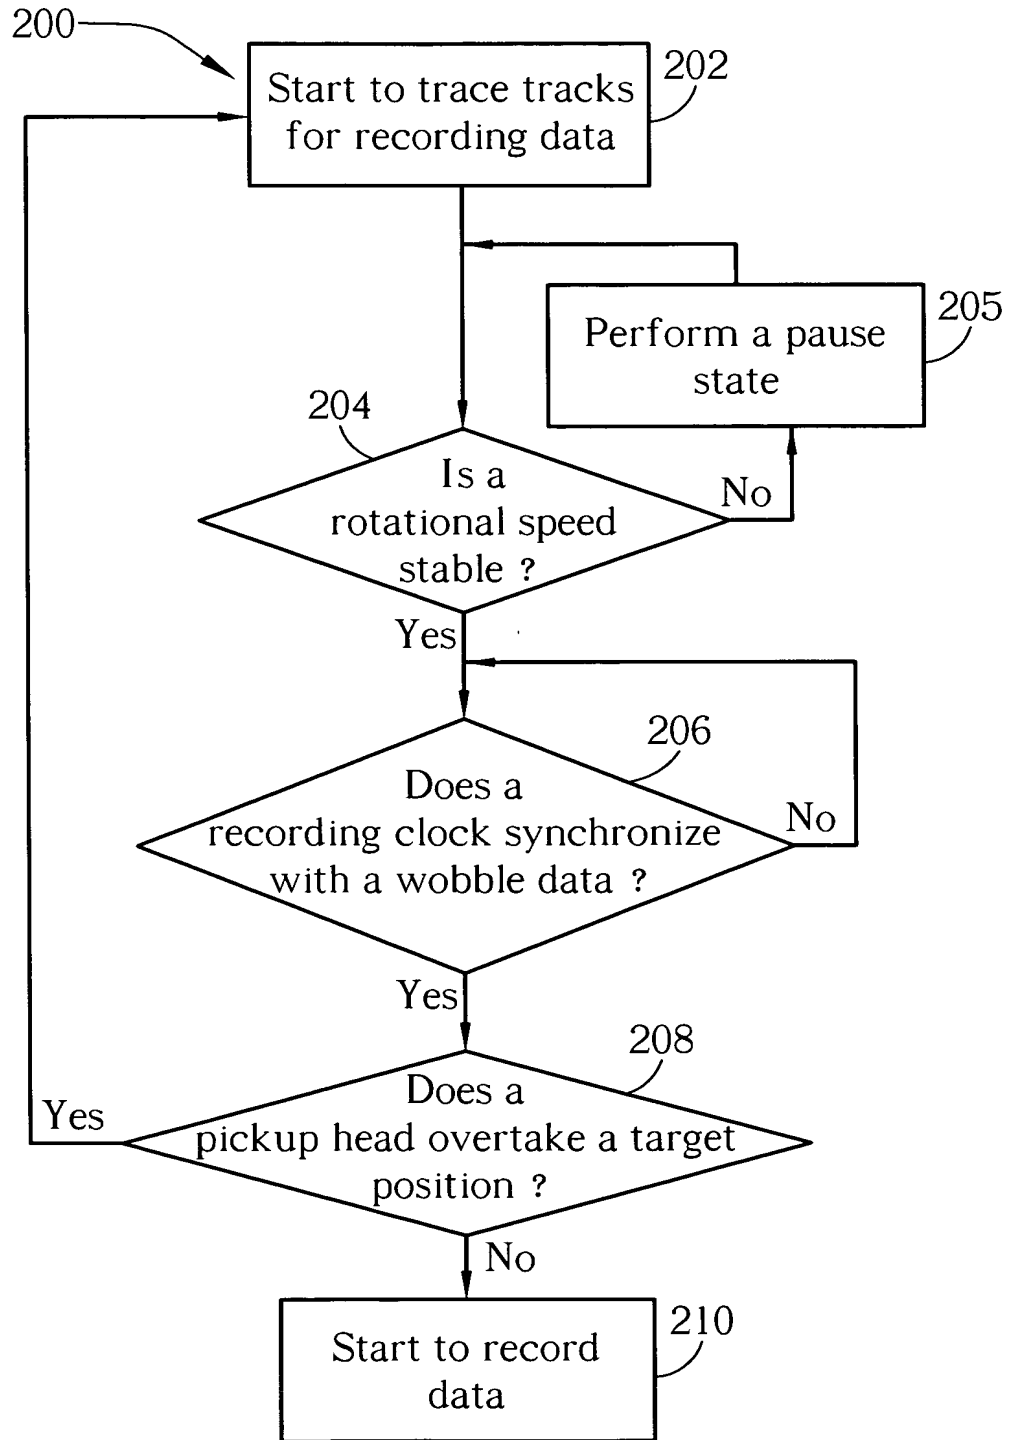 200
202
Start to trace tracks
for recording data
205
Perform a pause
state
204
Is a
rotational speed
stable ?
No
Yes
206
Does a
recording clock synchronize
with a wobble data ?
No
Yes
208
Does a
pickup head overtake a target
position ?
Yes
No
210
Start to record
data